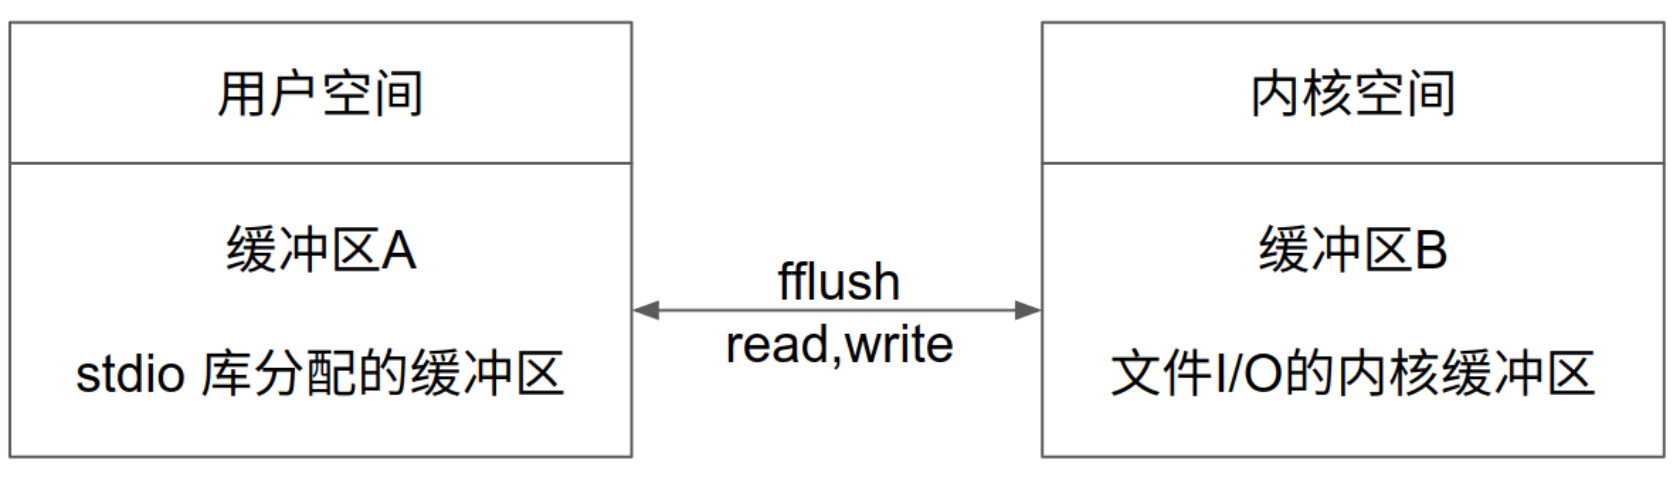 用户空间
缓冲区A
stdio 库分配的缓冲区
fflush
read,write
内核空间
缓冲区B
文件I/O的内核缓冲区